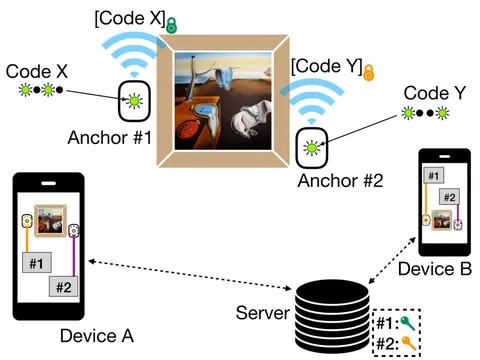 [Code X]
[Code Y]
Code X
Code Y
Anchor #1
Anchor #2
#1
#2
#1
#2
Device A
Device B
Server
#1:
#2: